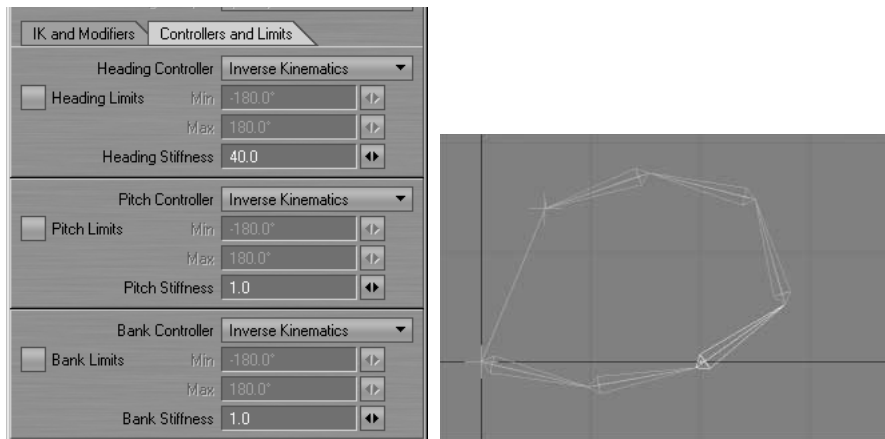 IK and Modifiers Controllers and Limits
Heading Controller Inverse Kinematics
Heading Limits Min -180.0°
Max 180.0°
Heading Stiffness 40.0
Pitch Controller Inverse Kinematics
Pitch Limits Min -180.0°
Max 180.0°
Pitch Stiffness 1.0
Bank Controller Inverse Kinematics
Bank Limits Min -180.0°
Max 180.0°
Bank Stiffness 1.0